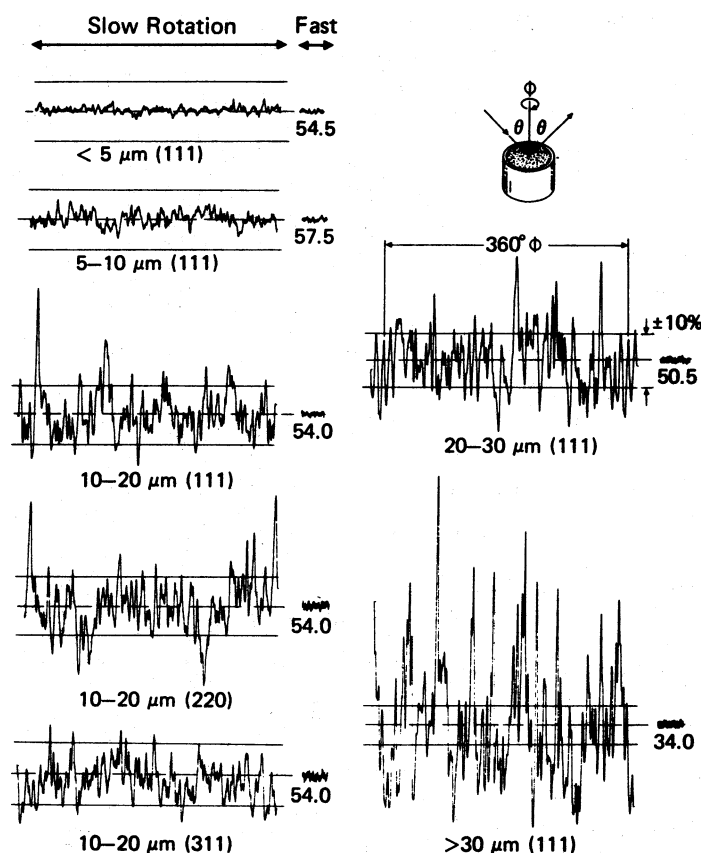 Slow Rotation Fast
54.5
< 5 μm (111)
57.5
5–10 μm (111)
54.0
10–20 μm (111)
54.0
10–20 μm (220)
54.0
10–20 μm (311)
Φ
θ θ
360° Φ
±10%
50.5
20–30 μm (111)
34.0
>30 μm (111)